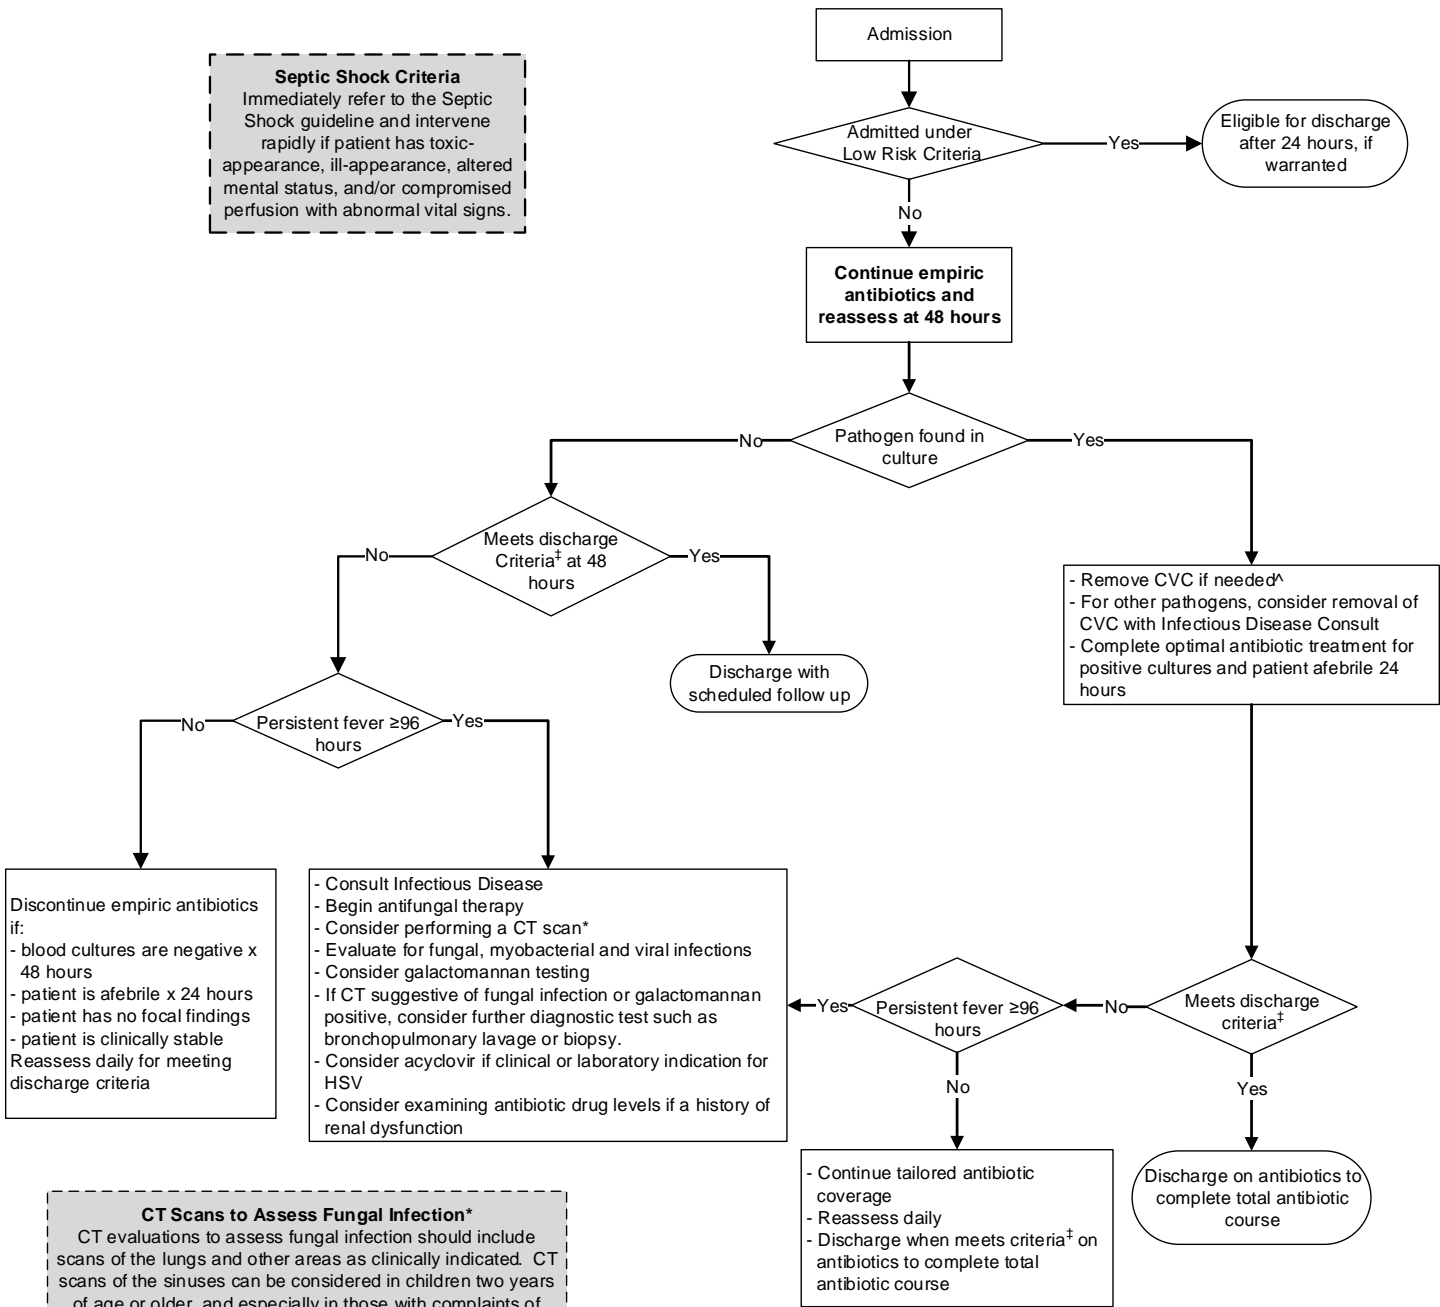 Admission
Septic Shock Criteria
Immediately refer to the Septic
Shock guideline and intervene
rapidly if patient has toxic-
appearance, ill-appearance, altered
mental status, and/or compromised
perfusion with abnormal vital signs.
Admitted under
Low Risk Criteria
Yes
Eligible for discharge
after 24 hours, if
warranted
No
Continue empiric
antibiotics and
reassess at 48 hours
Pathogen found in
culture
No
Yes
Meets discharge
Criteria‡ at 48
hours
No
Yes
Discharge with
scheduled follow up
- Remove CVC if needed^
- For other pathogens, consider removal of
CVC with Infectious Disease Consult
- Complete optimal antibiotic treatment for
positive cultures and patient afebrile 24
hours
Persistent fever ≥96
hours
No
Yes
Discontinue empiric antibiotics
if:
- blood cultures are negative x
48 hours
- patient is afebrile x 24 hours
- patient has no focal findings
- patient is clinically stable
Reassess daily for meeting
discharge criteria
- Consult Infectious Disease
- Begin antifungal therapy
- Consider performing a CT scan*
- Evaluate for fungal, myobacterial and viral infections
- Consider galactomannan testing
- If CT suggestive of fungal infection or galactomannan
positive, consider further diagnostic test such as
bronchopulmonary lavage or biopsy.
- Consider acyclovir if clinical or laboratory indication for
HSV
- Consider examining antibiotic drug levels if a history of
renal dysfunction
Yes
Persistent fever ≥96
hours
No
Meets discharge
criteria‡
No
Yes
- Continue tailored antibiotic
coverage
- Reassess daily
- Discharge when meets criteria‡ on
antibiotics to complete total
antibiotic course
Discharge on antibiotics to
complete total antibiotic
course
CT Scans to Assess Fungal Infection*
CT evaluations to assess fungal infection should include
scans of the lungs and other areas as clinically indicated. CT
scans of the sinuses can be considered in children two years
of age or older, and especially in those with complaints of